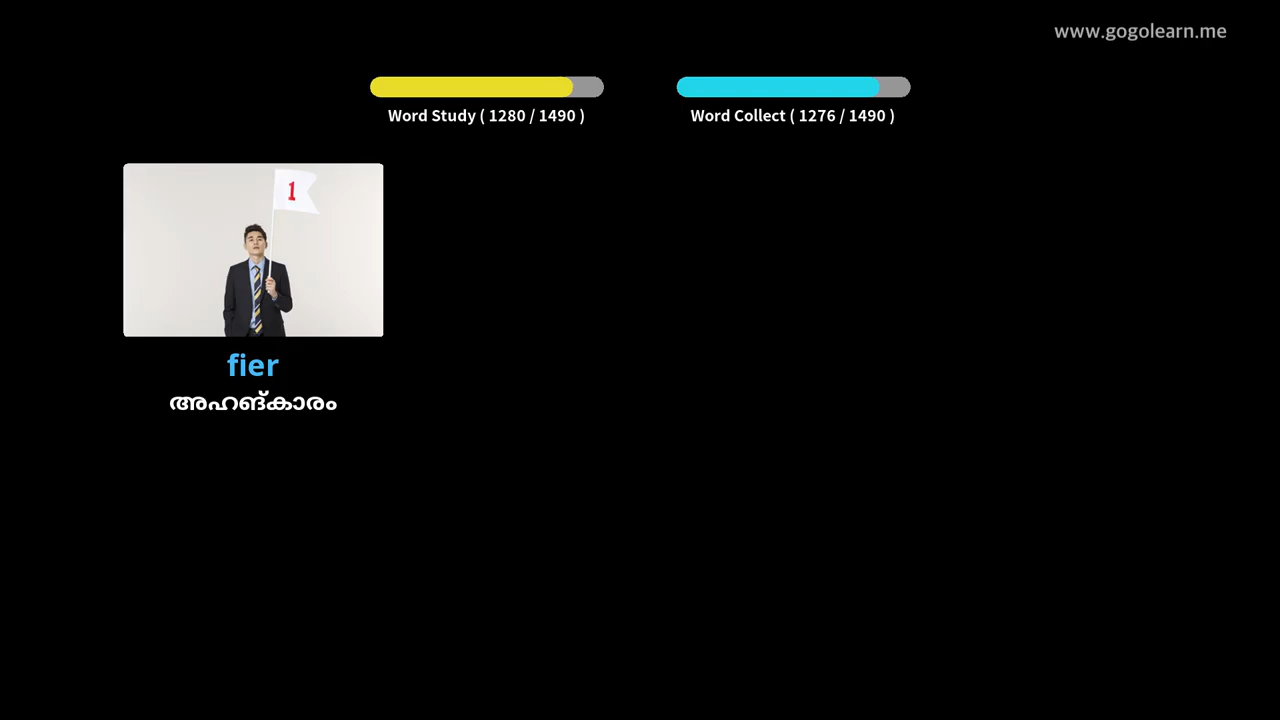 www.gogolearn.me
Word Study ( 1280 / 1490 )
Word Collect ( 1276 / 1490 )
1
fier
അഹങ്കാരം